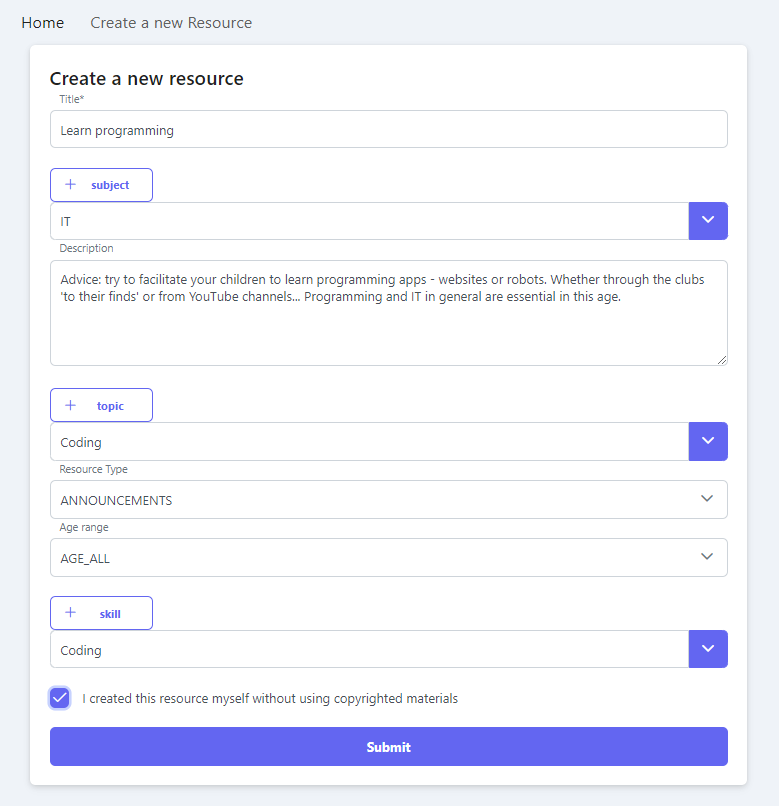 Home Create a new Resource
Create a new resource
Title*
Learn programming
subject
IT
Description
Advice: try to facilitate your children to learn programming apps - websites or robots. Whether through the clubs
'to their finds' or from YouTube channels... Programming and IT in general are essential in this age.
topic
Coding
Resource Type
ANNOUNCEMENTS
Age range
AGE_ALL
skill
Coding
I created this resource myself without using copyrighted materials
Submit